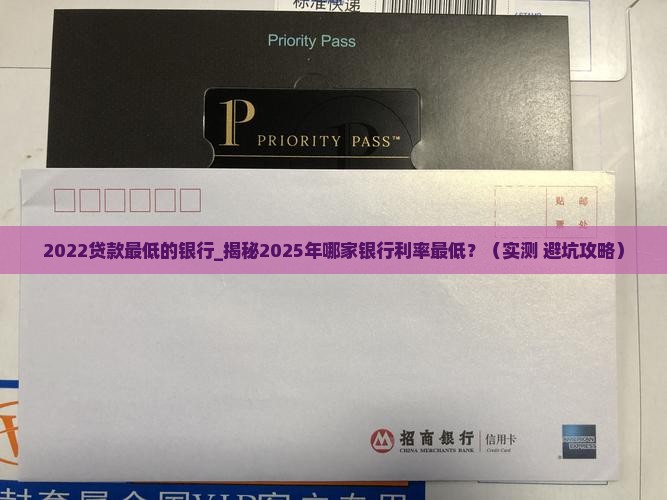 标准快递
Priority Pass
PRIORITY PASS™
贴 邮
票 处
2022贷款最低的银行_揭秘2025年哪家银行利率最低？（实测 避坑攻略）
招商银行 信用卡
CHINA MERCHANTS BANK Credit Card
AMERICAN
EXPRESS